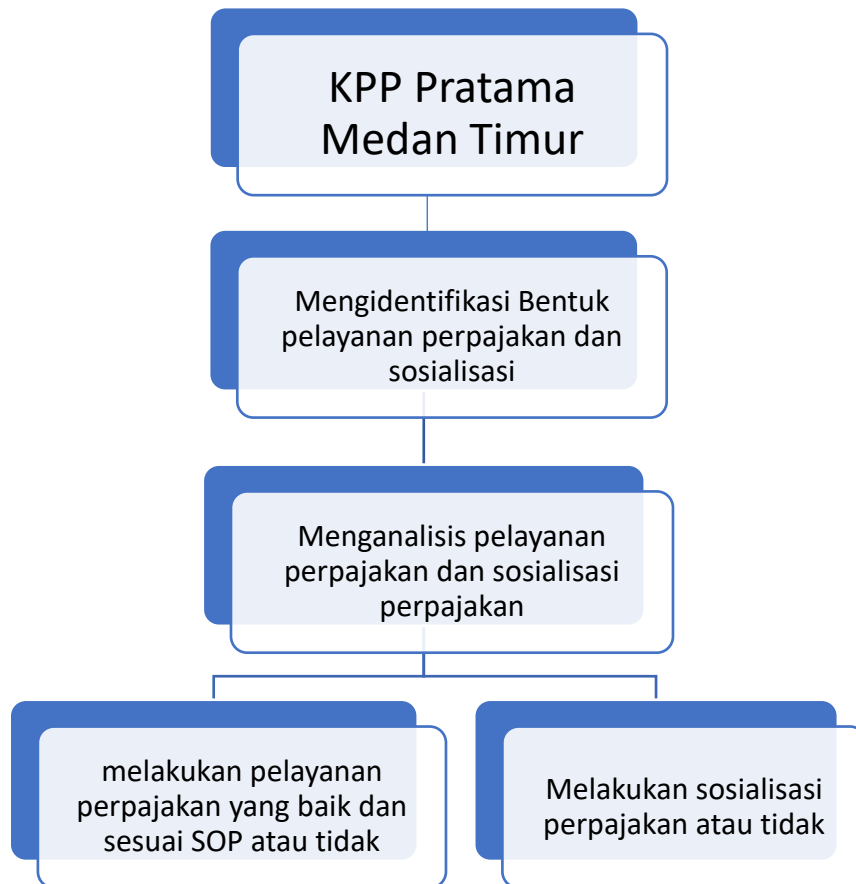 KPP Pratama
Medan Timur
Mengidentifikasi Bentuk
pelayanan perpajakan dan
sosialisasi
Menganalisis pelayanan
perpajakan dan sosialisasi
perpajakan
melakukan pelayanan
perpajakan yang baik dan
sesuai SOP atau tidak
Melakukan sosialisasi
perpajakan atau tidak